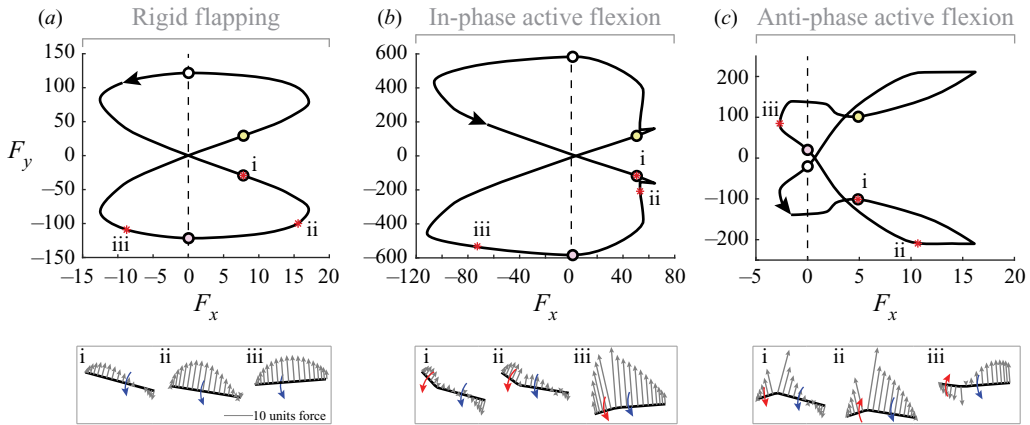 (a) Rigid flapping
(b) In-phase active flexion
(c) Anti-phase active flexion
150
100
50
0
–50
–100
–150
F_y
–15 –10 –5 0 5 10 15 20
F_x
i
ii
iii
600
400
200
0
–200
–400
–600
–120 –80 –40 0 40 80
F_x
i
ii
iii
200
100
0
–100
–200
–5 0 5 10 15 20
F_x
iii
i
ii
i ii iii
10 units force
i ii iii
i ii iii